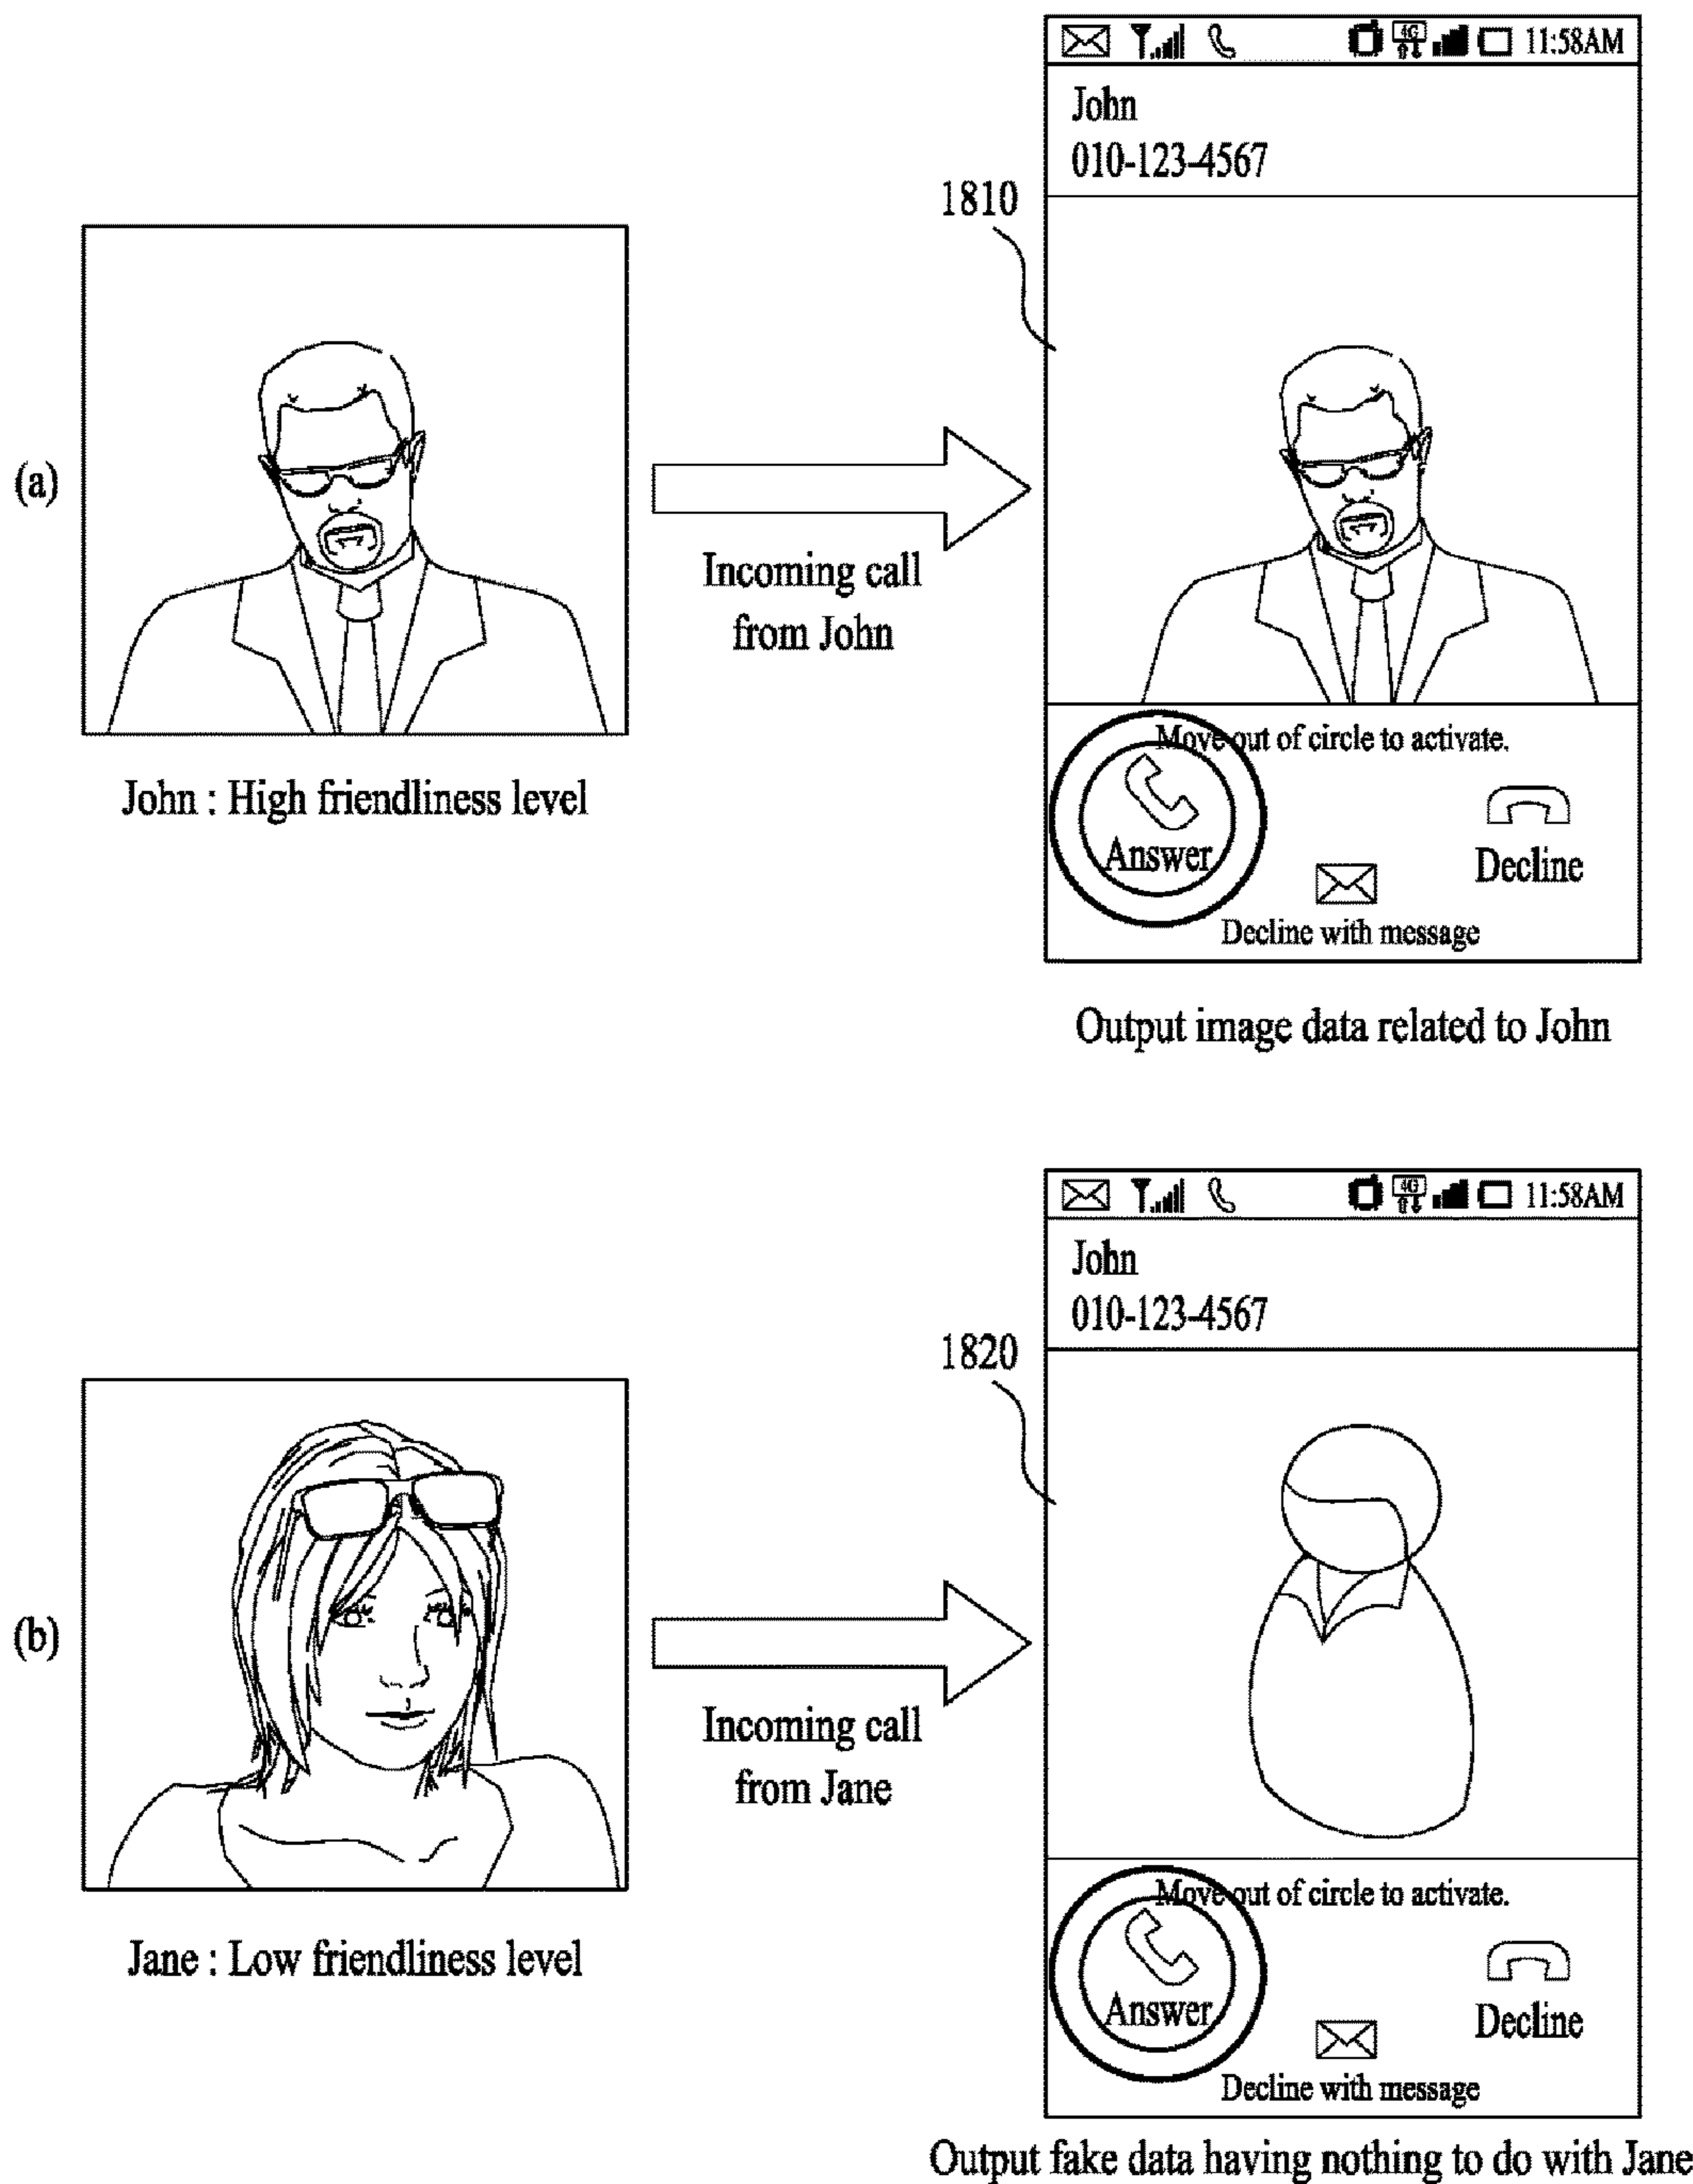 4G 11:58AM
John
010-123-4567
1810
(a)
Incoming call
from John
Move out of circle to activate.
Answer
Decline
Decline with message
John : High friendliness level
Output image data related to John
4G 11:58AM
John
010-123-4567
1820
(b)
Incoming call
from Jane
Move out of circle to activate.
Answer
Decline
Decline with message
Jane : Low friendliness level
Output fake data having nothing to do with Jane